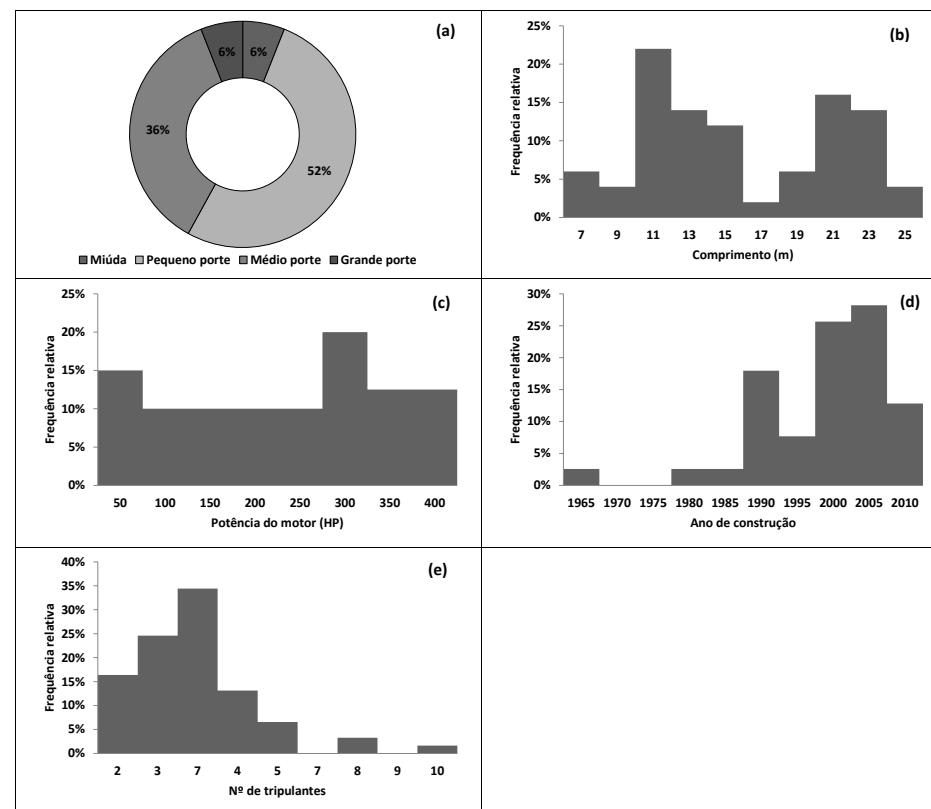 (a)
6% 6%
36%
52%
Miúda Pequeno porte Médio porte Grande porte
(b)
Frequência relativa
25%
20%
15%
10%
5%
0%
7 9 11 13 15 17 19 21 23 25
Comprimento (m)
(c)
Frequência relativa
25%
20%
15%
10%
5%
0%
50 100 150 200 250 300 350 400
Potência do motor (HP)
(d)
Frequência relativa
30%
25%
20%
15%
10%
5%
0%
1965 1970 1975 1980 1985 1990 1995 2000 2005 2010
Ano de construção
(e)
Frequência relativa
40%
35%
30%
25%
20%
15%
10%
5%
0%
2 3 7 4 5 7 8 9 10
Nº de tripulantes